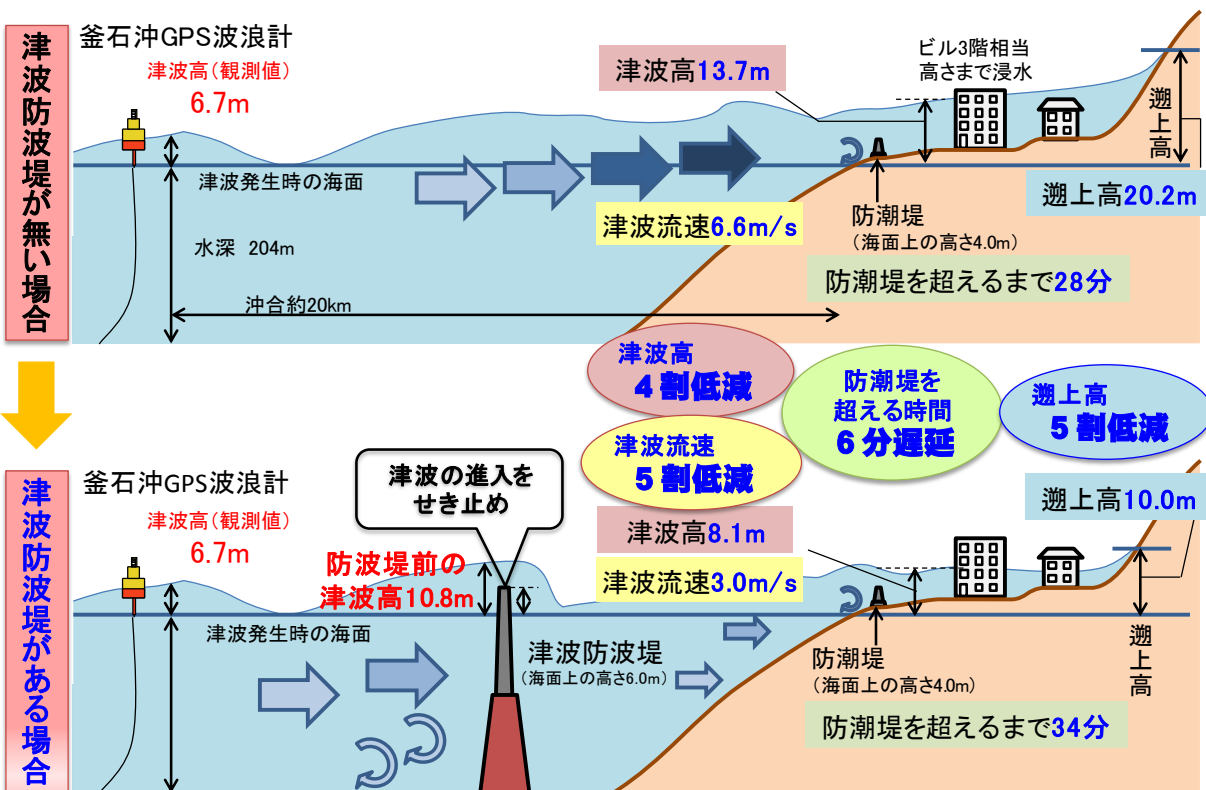 津波防波堤が無い場合
釜石沖GPS波浪計
津波高（観測値）
6.7m
津波発生時の海面
水深 204m
沖合約20km
津波高13.7m
ビル3階相当
高さまで浸水
遡上高
遡上高20.2m
津波流速6.6m/s
防潮堤
（海面上の高さ4.0m）
防潮堤を超えるまで28分
津波高
4割低減
津波流速
5割低減
防潮堤を
超える時間
6分遅延
遡上高
5割低減
津波防波堤がある場合
釜石沖GPS波浪計
津波高（観測値）
6.7m
津波発生時の海面
津波の進入を
せき止め
防波堤前の
津波高10.8m
津波防波堤
（海面上の高さ6.0m）
津波高8.1m
津波流速3.0m/s
遡上高10.0m
遡上高
防潮堤
（海面上の高さ4.0m）
防潮堤を超えるまで34分